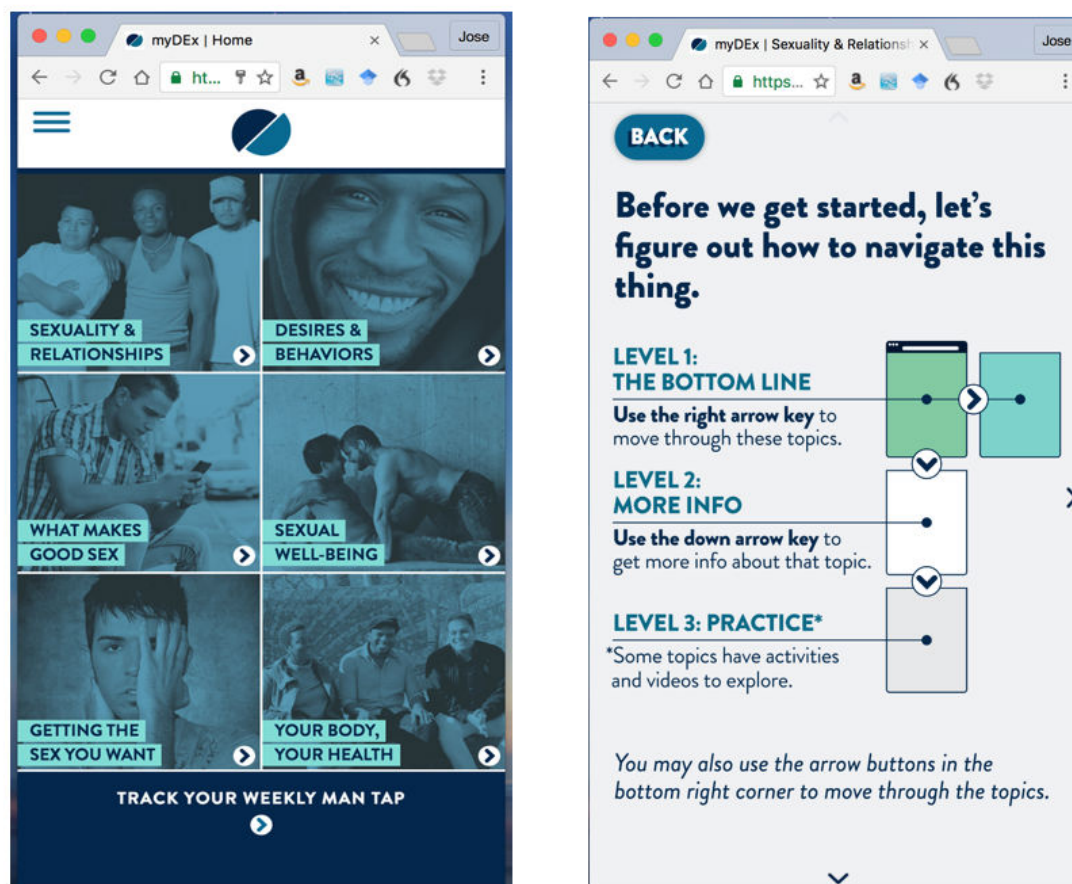 myDEx | Home
Jose
ht...
SEXUALITY &
RELATIONSHIPS
DESIRES &
BEHAVIORS
WHAT MAKES
GOOD SEX
SEXUAL
WELL-BEING
GETTING THE
SEX YOU WANT
YOUR BODY,
YOUR HEALTH
TRACK YOUR WEEKLY MAN TAP
myDEx | Sexuality & Relations
Jose
https...
BACK
Before we get started, let's
figure out how to navigate this
thing.
LEVEL 1:
THE BOTTOM LINE
Use the right arrow key to
move through these topics.
LEVEL 2:
MORE INFO
Use the down arrow key to
get more info about that topic.
LEVEL 3: PRACTICE*
*Some topics have activities
and videos to explore.
You may also use the arrow buttons in the
bottom right corner to move through the topics.